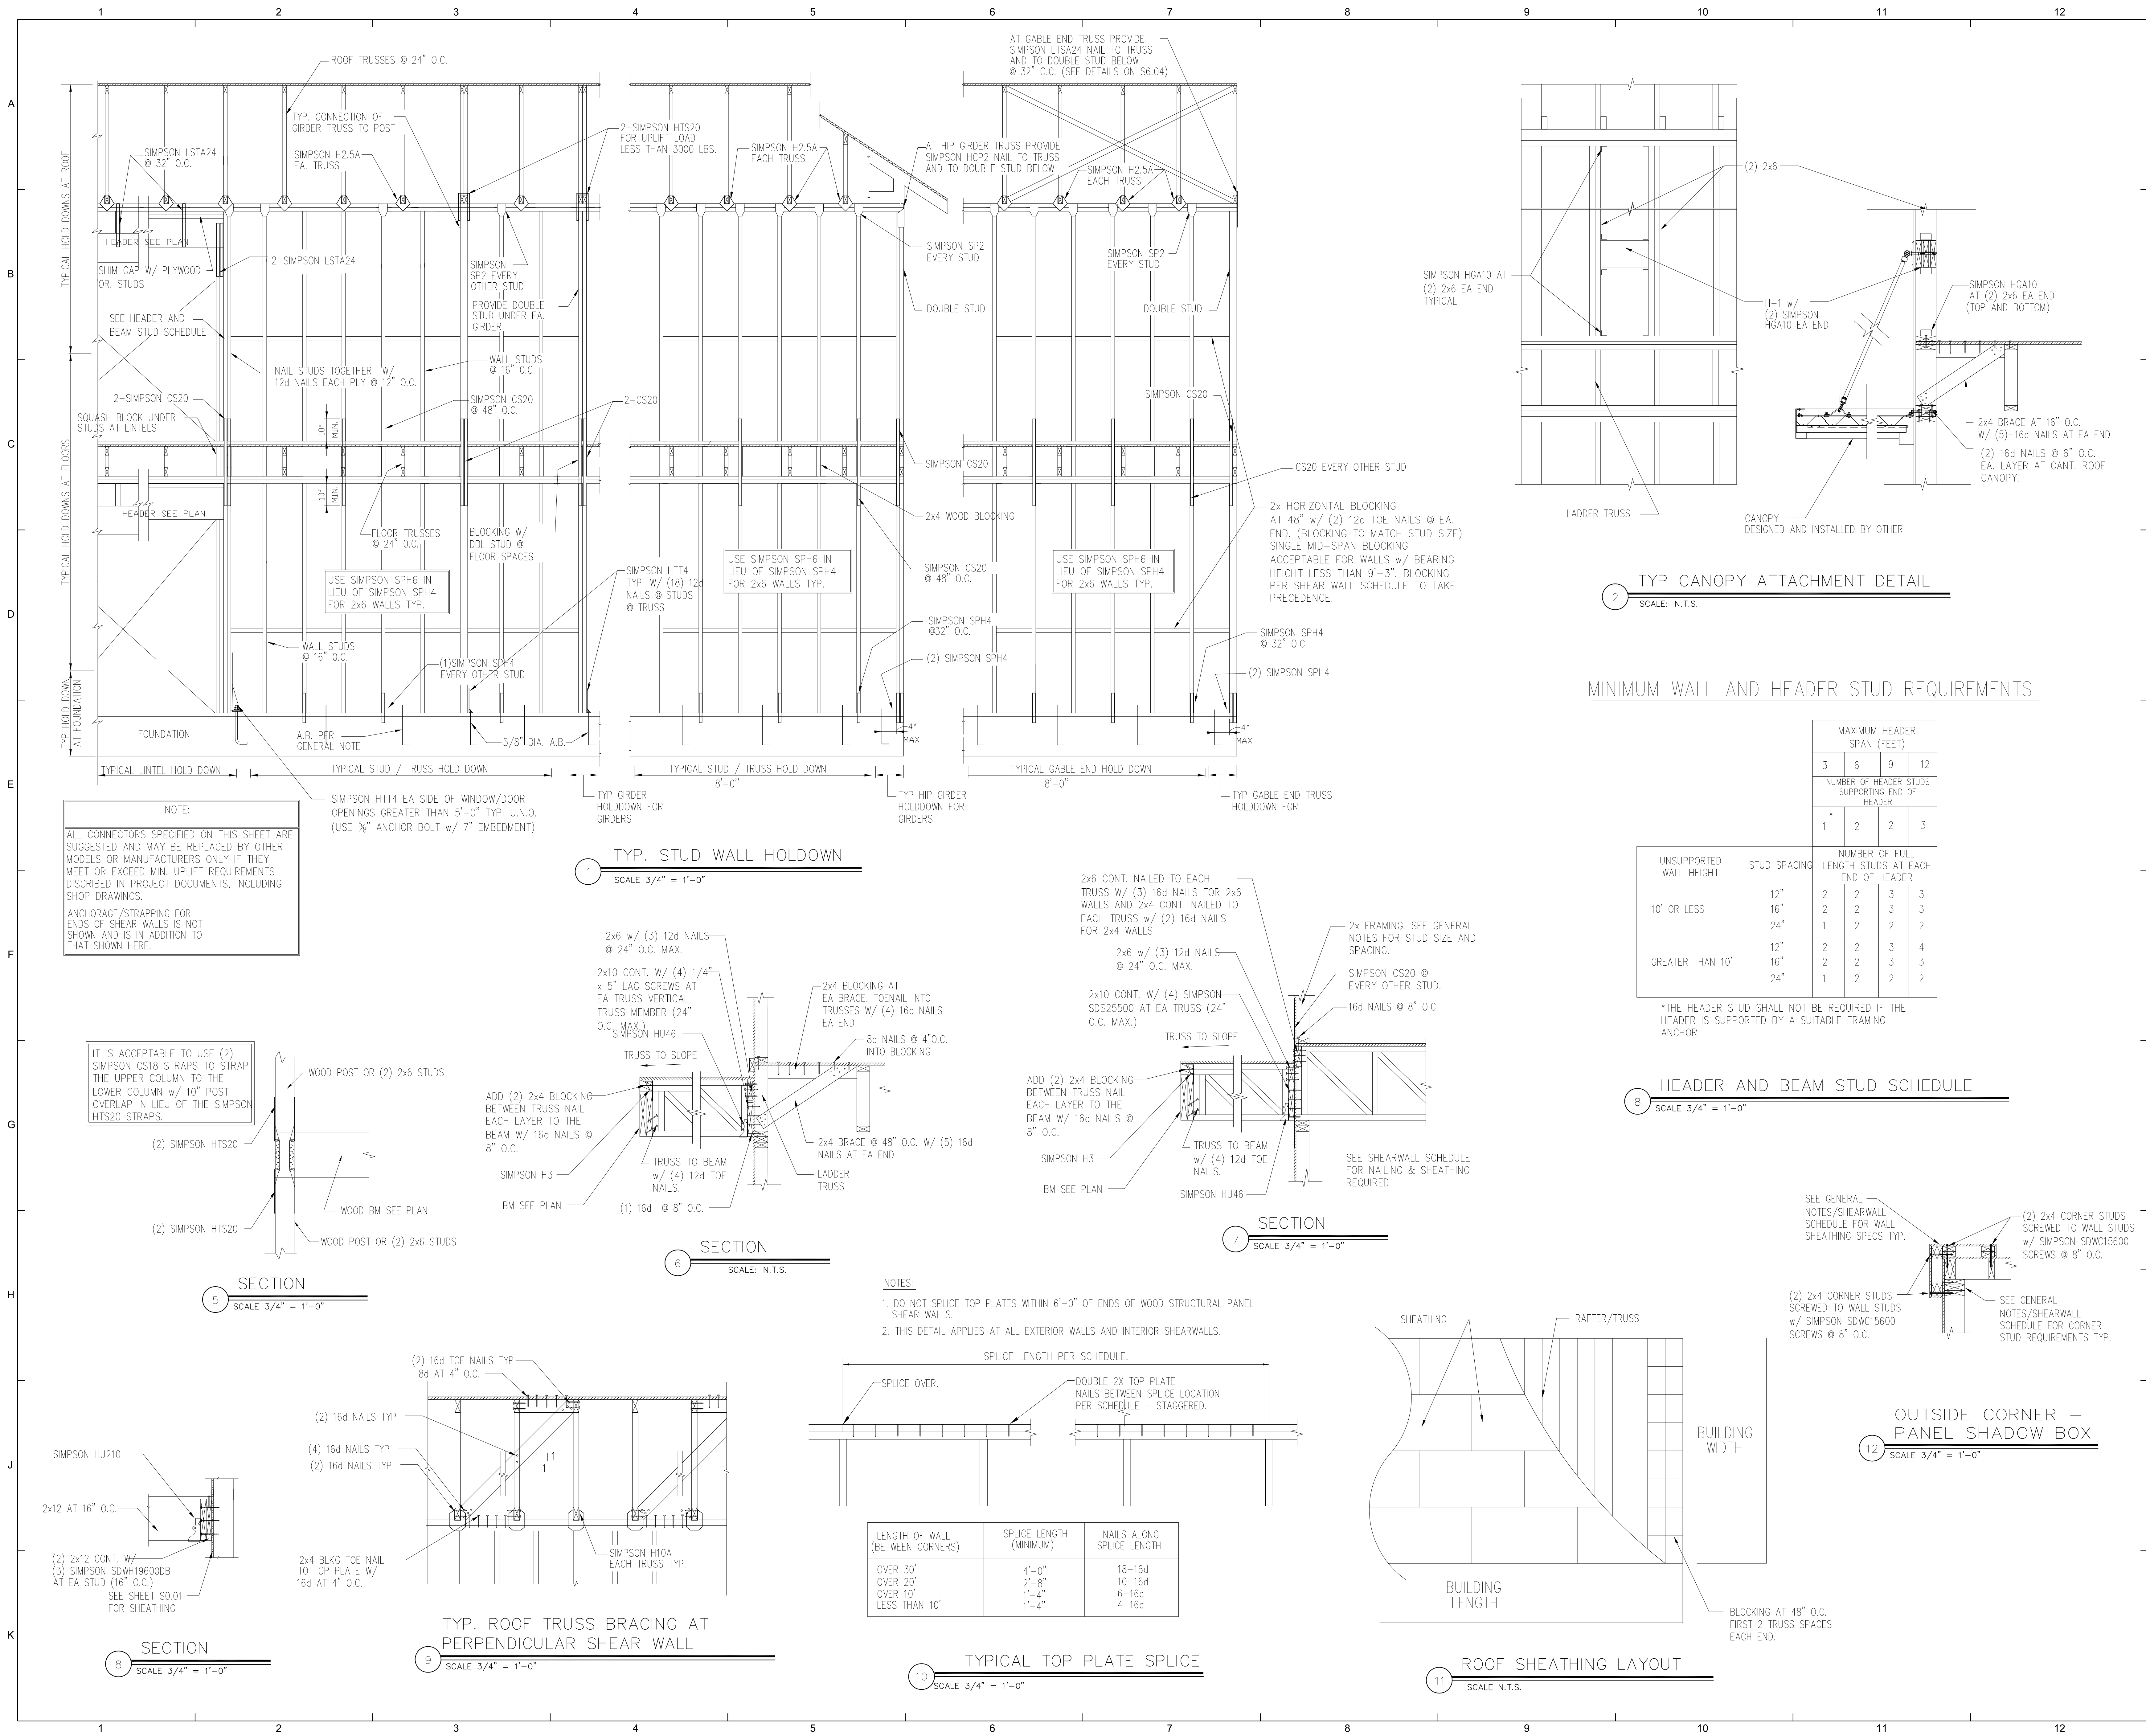 1 2 3 4 5 6 7 8 9 10 11 12
A
B
C
D
E
F
G
H
J
K
ROOF TRUSSES @ 24" O.C.
TYP. CONNECTION OF
GIRDER TRUSS TO POST
SIMPSON LSTA24
@ 32" O.C.
SIMPSON H2.5A
EA. TRUSS
2-SIMPSON HTS20
FOR UPLIFT LOAD
LESS THAN 3000 LBS.
TYPICAL HOLD DOWNS AT ROOF
HEADER SEE PLAN
SHIM GAP W/ PLYWOOD
OR, STUDS
2-SIMPSON LSTA24
SIMPSON
SP2 EVERY
OTHER STUD
PROVIDE DOUBLE
STUD UNDER EA.
GIRDER
SEE HEADER AND
BEAM STUD SCHEDULE
WALL STUDS
@ 16" O.C.
NAIL STUDS TOGETHER W/
12d NAILS EACH PLY @ 12" O.C.
2-SIMPSON CS20
SQUASH BLOCK UNDER
STUDS AT LINTELS
SIMPSON CS20
@ 48" O.C.
2-CS20
10"
MIN.
10"
MIN.
TYPICAL HOLD DOWNS AT FLOORS
HEADER SEE PLAN
FLOOR TRUSSES
@ 24" O.C.
BLOCKING W/
DBL STUD @
FLOOR SPACES
USE SIMPSON SPH6 IN
LIEU OF SIMPSON SPH4
FOR 2x6 WALLS TYP.
SIMPSON HTT4
TYP. W/ (18) 12d
NAILS @ STUDS
@ TRUSS
WALL STUDS
@ 16" O.C.
(1)SIMPSON SPH4
EVERY OTHER STUD
TYP HOLD DOWN
AT FOUNDATION
FOUNDATION
A.B. PER
GENERAL NOTE
5/8" DIA. A.B.
TYPICAL LINTEL HOLD DOWN
TYPICAL STUD / TRUSS HOLD DOWN
TYP GIRDER
HOLDDOWN FOR
GIRDERS
SIMPSON HTT4 EA SIDE OF WINDOW/DOOR
OPENINGS GREATER THAN 5'-0" TYP. U.N.O.
(USE 5/8" ANCHOR BOLT w/ 7" EMBEDMENT)
SIMPSON H2.5A
EACH TRUSS
AT HIP GIRDER TRUSS PROVIDE
SIMPSON HCP2 NAIL TO TRUSS
AND TO DOUBLE STUD BELOW
SIMPSON SP2
EVERY STUD
DOUBLE STUD
SIMPSON CS20
2x4 WOOD BLOCKING
USE SIMPSON SPH6 IN
LIEU OF SIMPSON SPH4
FOR 2x6 WALLS TYP.
SIMPSON CS20
@ 48" O.C.
SIMPSON SPH4
@32" O.C.
(2) SIMPSON SPH4
4"
MAX
TYPICAL STUD / TRUSS HOLD DOWN
8'-0"
TYP HIP GIRDER
HOLDDOWN FOR
GIRDERS
AT GABLE END TRUSS PROVIDE
SIMPSON LTSA24 NAIL TO TRUSS
AND TO DOUBLE STUD BELOW
@ 32" O.C. (SEE DETAILS ON S6.04)
SIMPSON H2.5A
EACH TRUSS
SIMPSON SP2
EVERY STUD
DOUBLE STUD
SIMPSON CS20
CS20 EVERY OTHER STUD
2x HORIZONTAL BLOCKING
AT 48" w/ (2) 12d TOE NAILS @ EA.
END. (BLOCKING TO MATCH STUD SIZE)
SINGLE MID-SPAN BLOCKING
ACCEPTABLE FOR WALLS w/ BEARING
HEIGHT LESS THAN 9'-3". BLOCKING
PER SHEAR WALL SCHEDULE TO TAKE
PRECEDENCE.
USE SIMPSON SPH6 IN
LIEU OF SIMPSON SPH4
FOR 2x6 WALLS TYP.
SIMPSON SPH4
@ 32" O.C.
(2) SIMPSON SPH4
4"
MAX
TYPICAL GABLE END HOLD DOWN
8'-0"
TYP GABLE END TRUSS
HOLDDOWN FOR
NOTE:
ALL CONNECTORS SPECIFIED ON THIS SHEET ARE
SUGGESTED AND MAY BE REPLACED BY OTHER
MODELS OR MANUFACTURERS ONLY IF THEY
MEET OR EXCEED MIN. UPLIFT REQUIREMENTS
DISCRIBED IN PROJECT DOCUMENTS, INCLUDING
SHOP DRAWINGS.
ANCHORAGE/STRAPPING FOR
ENDS OF SHEAR WALLS IS NOT
SHOWN AND IS IN ADDITION TO
THAT SHOWN HERE.
1 TYP. STUD WALL HOLDOWN
SCALE 3/4" = 1'-0"
(2) 2x6
SIMPSON HGA10 AT
(2) 2x6 EA END
TYPICAL
H-1 w/
(2) SIMPSON
HGA10 EA END
SIMPSON HGA10
AT (2) 2x6 EA END
(TOP AND BOTTOM)
2x4 BRACE AT 16" O.C.
W/ (5)-16d NAILS AT EA END
(2) 16d NAILS @ 6" O.C.
EA. LAYER AT CANT. ROOF
CANOPY.
LADDER TRUSS
CANOPY
DESIGNED AND INSTALLED BY OTHER
2 TYP CANOPY ATTACHMENT DETAIL
SCALE: N.T.S.
MINIMUM WALL AND HEADER STUD REQUIREMENTS
MAXIMUM HEADER
SPAN (FEET)
3 6 9 12
NUMBER OF HEADER STUDS
SUPPORTING END OF
HEADER
*
1 2 2 3
UNSUPPORTED
WALL HEIGHT
STUD SPACING
NUMBER OF FULL
LENGTH STUDS AT EACH
END OF HEADER
12" 2 2 3 3
10' OR LESS 16" 2 2 3 3
24" 1 2 2 2
12" 2 2 3 4
GREATER THAN 10' 16" 2 2 3 3
24" 1 2 2 2
*THE HEADER STUD SHALL NOT BE REQUIRED IF THE
HEADER IS SUPPORTED BY A SUITABLE FRAMING
ANCHOR
8 HEADER AND BEAM STUD SCHEDULE
SCALE 3/4" = 1'-0"
IT IS ACCEPTABLE TO USE (2)
SIMPSON CS18 STRAPS TO STRAP
THE UPPER COLUMN TO THE
LOWER COLUMN w/ 10" POST
OVERLAP IN LIEU OF THE SIMPSON
HTS20 STRAPS.
WOOD POST OR (2) 2x6 STUDS
(2) SIMPSON HTS20
WOOD BM SEE PLAN
(2) SIMPSON HTS20
WOOD POST OR (2) 2x6 STUDS
5 SECTION
SCALE 3/4" = 1'-0"
2x6 w/ (3) 12d NAILS
@ 24" O.C. MAX.
2x10 CONT. W/ (4) 1/4"
x 5" LAG SCREWS AT
EA TRUSS VERTICAL
TRUSS MEMBER (24"
O.C. MAX.)
SIMPSON HU46
TRUSS TO SLOPE
ADD (2) 2x4 BLOCKING
BETWEEN TRUSS NAIL
EACH LAYER TO THE
BEAM W/ 16d NAILS @
8" O.C.
SIMPSON H3
BM SEE PLAN
TRUSS TO BEAM
w/ (4) 12d TOE
NAILS.
(1) 16d @ 8" O.C.
2x4 BLOCKING AT
EA BRACE. TOENAIL INTO
TRUSSES W/ (4) 16d NAILS
EA END
8d NAILS @ 4"O.C.
INTO BLOCKING
2x4 BRACE @ 48" O.C. W/ (5) 16d
NAILS AT EA END
LADDER
TRUSS
6 SECTION
SCALE: N.T.S.
2x6 CONT. NAILED TO EACH
TRUSS W/ (3) 16d NAILS FOR 2x6
WALLS AND 2x4 CONT. NAILED TO
EACH TRUSS w/ (2) 16d NAILS
FOR 2x4 WALLS.
2x6 w/ (3) 12d NAILS
@ 24" O.C. MAX.
2x10 CONT. W/ (4) SIMPSON
SDS25500 AT EA TRUSS (24"
O.C. MAX.)
TRUSS TO SLOPE
ADD (2) 2x4 BLOCKING
BETWEEN TRUSS NAIL
EACH LAYER TO THE
BEAM W/ 16d NAILS @
8" O.C.
SIMPSON H3
BM SEE PLAN
TRUSS TO BEAM
w/ (4) 12d TOE
NAILS.
SIMPSON HU46
2x FRAMING. SEE GENERAL
NOTES FOR STUD SIZE AND
SPACING.
SIMPSON CS20 @
EVERY OTHER STUD.
16d NAILS @ 8" O.C.
SEE SHEARWALL SCHEDULE
FOR NAILING & SHEATHING
REQUIRED
7 SECTION
SCALE 3/4" = 1'-0"
SEE GENERAL
NOTES/SHEARWALL
SCHEDULE FOR WALL
SHEATHING SPECS TYP.
(2) 2x4 CORNER STUDS
SCREWED TO WALL STUDS
w/ SIMPSON SDWC15600
SCREWS @ 8" O.C.
(2) 2x4 CORNER STUDS
SCREWED TO WALL STUDS
w/ SIMPSON SDWC15600
SCREWS @ 8" O.C.
SEE GENERAL
NOTES/SHEARWALL
SCHEDULE FOR CORNER
STUD REQUIREMENTS TYP.
12 OUTSIDE CORNER -
PANEL SHADOW BOX
SCALE 3/4" = 1'-0"
SIMPSON HU210
2x12 AT 16" O.C.
(2) 2x12 CONT. W/
(3) SIMPSON SDWH19600DB
AT EA STUD (16" O.C.)
SEE SHEET S0.01
FOR SHEATHING
8 SECTION
SCALE 3/4" = 1'-0"
(2) 16d TOE NAILS TYP
8d AT 4" O.C.
(2) 16d NAILS TYP
(4) 16d NAILS TYP
(2) 16d NAILS TYP
1
1
2x4 BLKG TOE NAIL
TO TOP PLATE W/
16d AT 4" O.C.
SIMPSON H10A
EACH TRUSS TYP.
9 TYP. ROOF TRUSS BRACING AT
PERPENDICULAR SHEAR WALL
SCALE 3/4" = 1'-0"
NOTES:
1. DO NOT SPLICE TOP PLATES WITHIN 6'-0" OF ENDS OF WOOD STRUCTURAL PANEL
SHEAR WALLS.
2. THIS DETAIL APPLIES AT ALL EXTERIOR WALLS AND INTERIOR SHEARWALLS.
SPLICE LENGTH PER SCHEDULE.
SPLICE OVER.
DOUBLE 2X TOP PLATE
NAILS BETWEEN SPLICE LOCATION
PER SCHEDULE - STAGGERED.
LENGTH OF WALL
(BETWEEN CORNERS)
SPLICE LENGTH
(MINIMUM)
NAILS ALONG
SPLICE LENGTH
OVER 30' 4'-0" 18-16d
OVER 20' 2'-8" 10-16d
OVER 10' 1'-4" 6-16d
LESS THAN 10' 1'-4" 4-16d
10 TYPICAL TOP PLATE SPLICE
SCALE 3/4" = 1'-0"
SHEATHING
RAFTER/TRUSS
BUILDING
WIDTH
BUILDING
LENGTH
BLOCKING AT 48" O.C.
FIRST 2 TRUSS SPACES
EACH END.
11 ROOF SHEATHING LAYOUT
SCALE N.T.S.
1 2 3 4 5 6 7 8 9 10 11 12